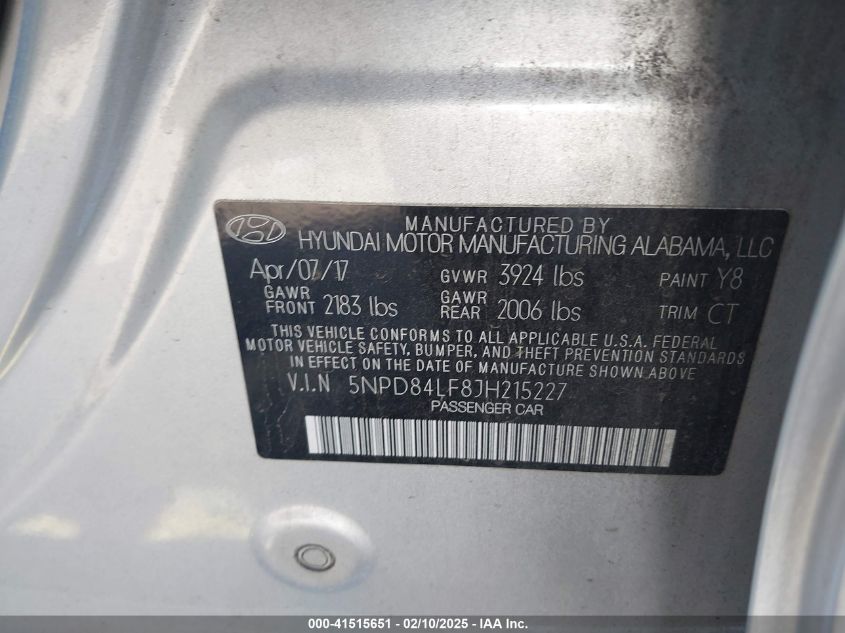 MANUFACTURED BY
HYUNDAI MOTOR MANUFACTURING ALABAMA, LLC
Apr/07/17 GVWR 3924 lbs PAINT Y8
GAWR FRONT 2183 lbs GAWR REAR 2006 lbs TRIM CT
THIS VEHICLE CONFORMS TO ALL APPLICABLE U.S.A. FEDERAL
MOTOR VEHICLE SAFETY, BUMPER, AND THEFT PREVENTION STANDARDS
IN EFFECT ON THE DATE OF MANUFACTURE SHOWN ABOVE.
V.I.N 5NPD84LF8JH215227
PASSENGER CAR
000-41515651 - 02/10/2025 - IAA Inc.